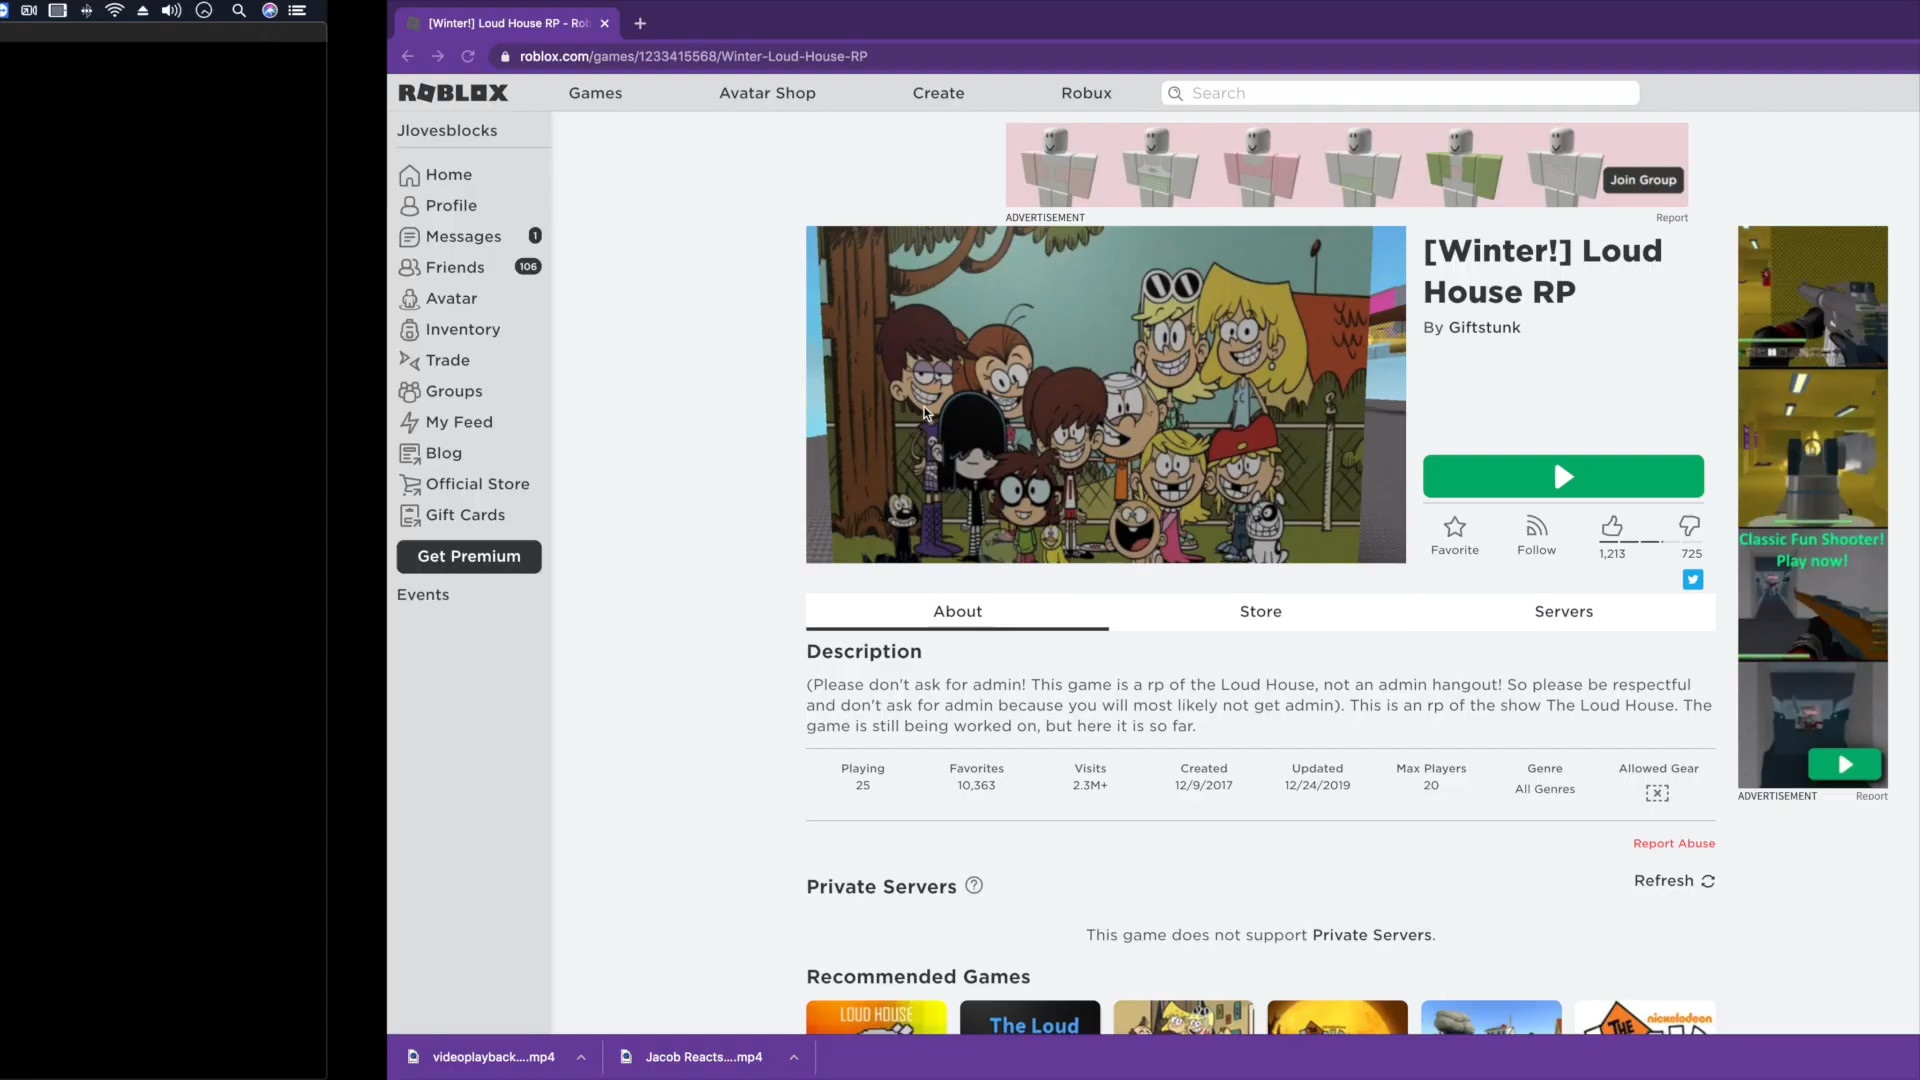 [Winter!] Loud House RP - Rob
roblox.com/games/1233415568/Winter-Loud-House-RP
ROBLOX
Games
Avatar Shop
Create
Robux
Search
Jlovesblocks
Home
Profile
Messages 1
Friends 106
Avatar
Inventory
Trade
Groups
My Feed
Blog
Official Store
Gift Cards
Get Premium
Events
Join Group
ADVERTISEMENT
Report
[Winter!] Loud
House RP
By Giftstunk
Favorite
Follow
1,213
725
Classic Fun Shooter!
Play now!
ADVERTISEMENT
Report
About
Store
Servers
Description
(Please don't ask for admin! This game is a rp of the Loud House, not an admin hangout! So please be respectful
and don't ask for admin because you will most likely not get admin). This is an rp of the show The Loud House. The
game is still being worked on, but here it is so far.
Playing
25
Favorites
10,363
Visits
2.3M+
Created
12/9/2017
Updated
12/24/2019
Max Players
20
Genre
All Genres
Allowed Gear
Report Abuse
Private Servers
Refresh
This game does not support Private Servers.
Recommended Games
LOUD HOUSE
The Loud
nickelodeon
THE
videoplayback....mp4
Jacob Reacts....mp4